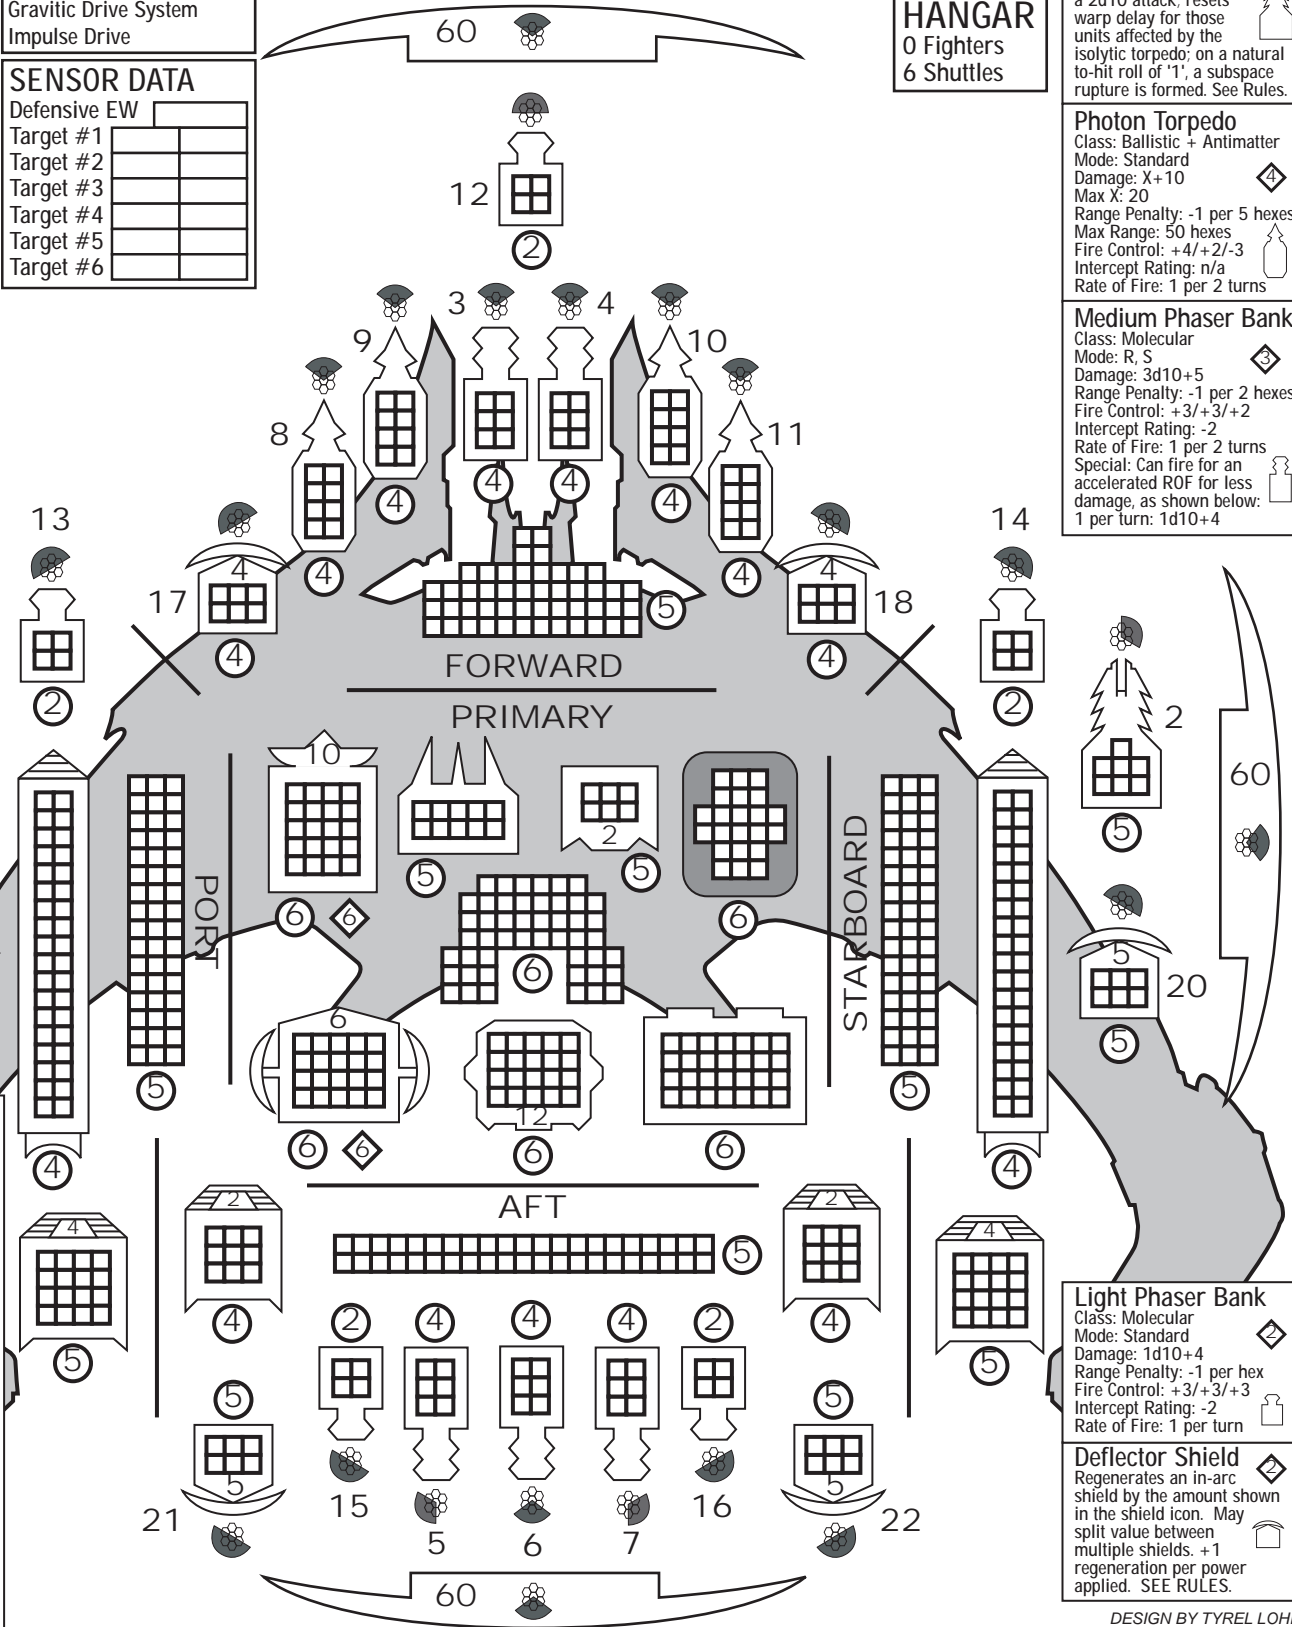 Gravitic Drive System
Impulse Drive
SENSOR DATA
Defensive EW
Target #1
Target #2
Target #3
Target #4
Target #5
Target #6
60
HANGAR
0 Fighters
6 Shuttles
a 2d10 attack; resets
warp delay for those
units affected by the
isolytic torpedo; on a natural
to-hit roll of '1', a subspace
rupture is formed. See Rules.
Photon Torpedo
Class: Ballistic + Antimatter
Mode: Standard
Damage: X+10
4
Max X: 20
Range Penalty: -1 per 5 hexes
Max Range: 50 hexes
Fire Control: +4/+2/-3
Intercept Rating: n/a
Rate of Fire: 1 per 2 turns
Medium Phaser Bank
Class: Molecular
Mode: R, S
3
Damage: 3d10+5
Range Penalty: -1 per 2 hexes
Fire Control: +3/+3/+2
Intercept Rating: -2
Rate of Fire: 1 per 2 turns
Special: Can fire for an
accelerated ROF for less
damage, as shown below:
1 per turn: 1d10+4
12
2
3 4
9 10
8 11
4 4 4 4
13 14
4 4
17 4 4 18
5
4 4
FORWARD
2 2
PRIMARY
2
10
60
2
5
5 5
PORT
STARBOARD
6 6 6
6
5
20
6
5
12
5 5
6 6 6 6
4 4
AFT
2 2
4 4
5
4 2 4 4 4 2 4
5 5
5 5
5 5
21 15 16 22
5 6 7
60
Light Phaser Bank
Class: Molecular
Mode: Standard
2
Damage: 1d10+4
Range Penalty: -1 per hex
Fire Control: +3/+3/+3
Intercept Rating: -2
Rate of Fire: 1 per turn
Deflector Shield
2
Regenerates an in-arc
shield by the amount shown
in the shield icon. May
split value between
multiple shields. +1
regeneration per power
applied. SEE RULES.
DESIGN BY TYREL